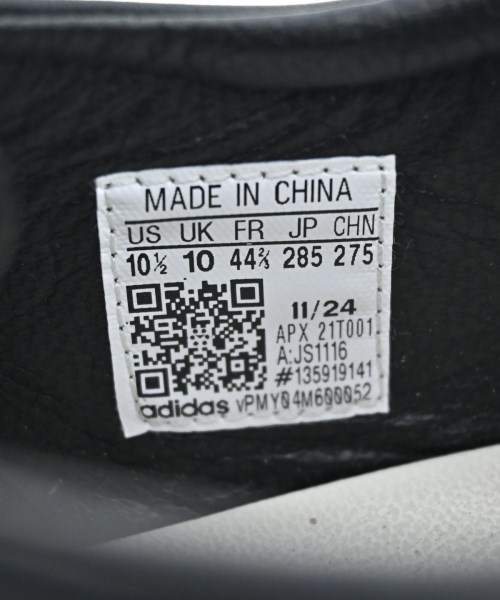 MADE IN CHINA
US UK FR JP CHN
10½ 10 44⅔ 285 275
11/24
APX 21T001
A:JS1116
#135919141
adidas vPMY04M600052